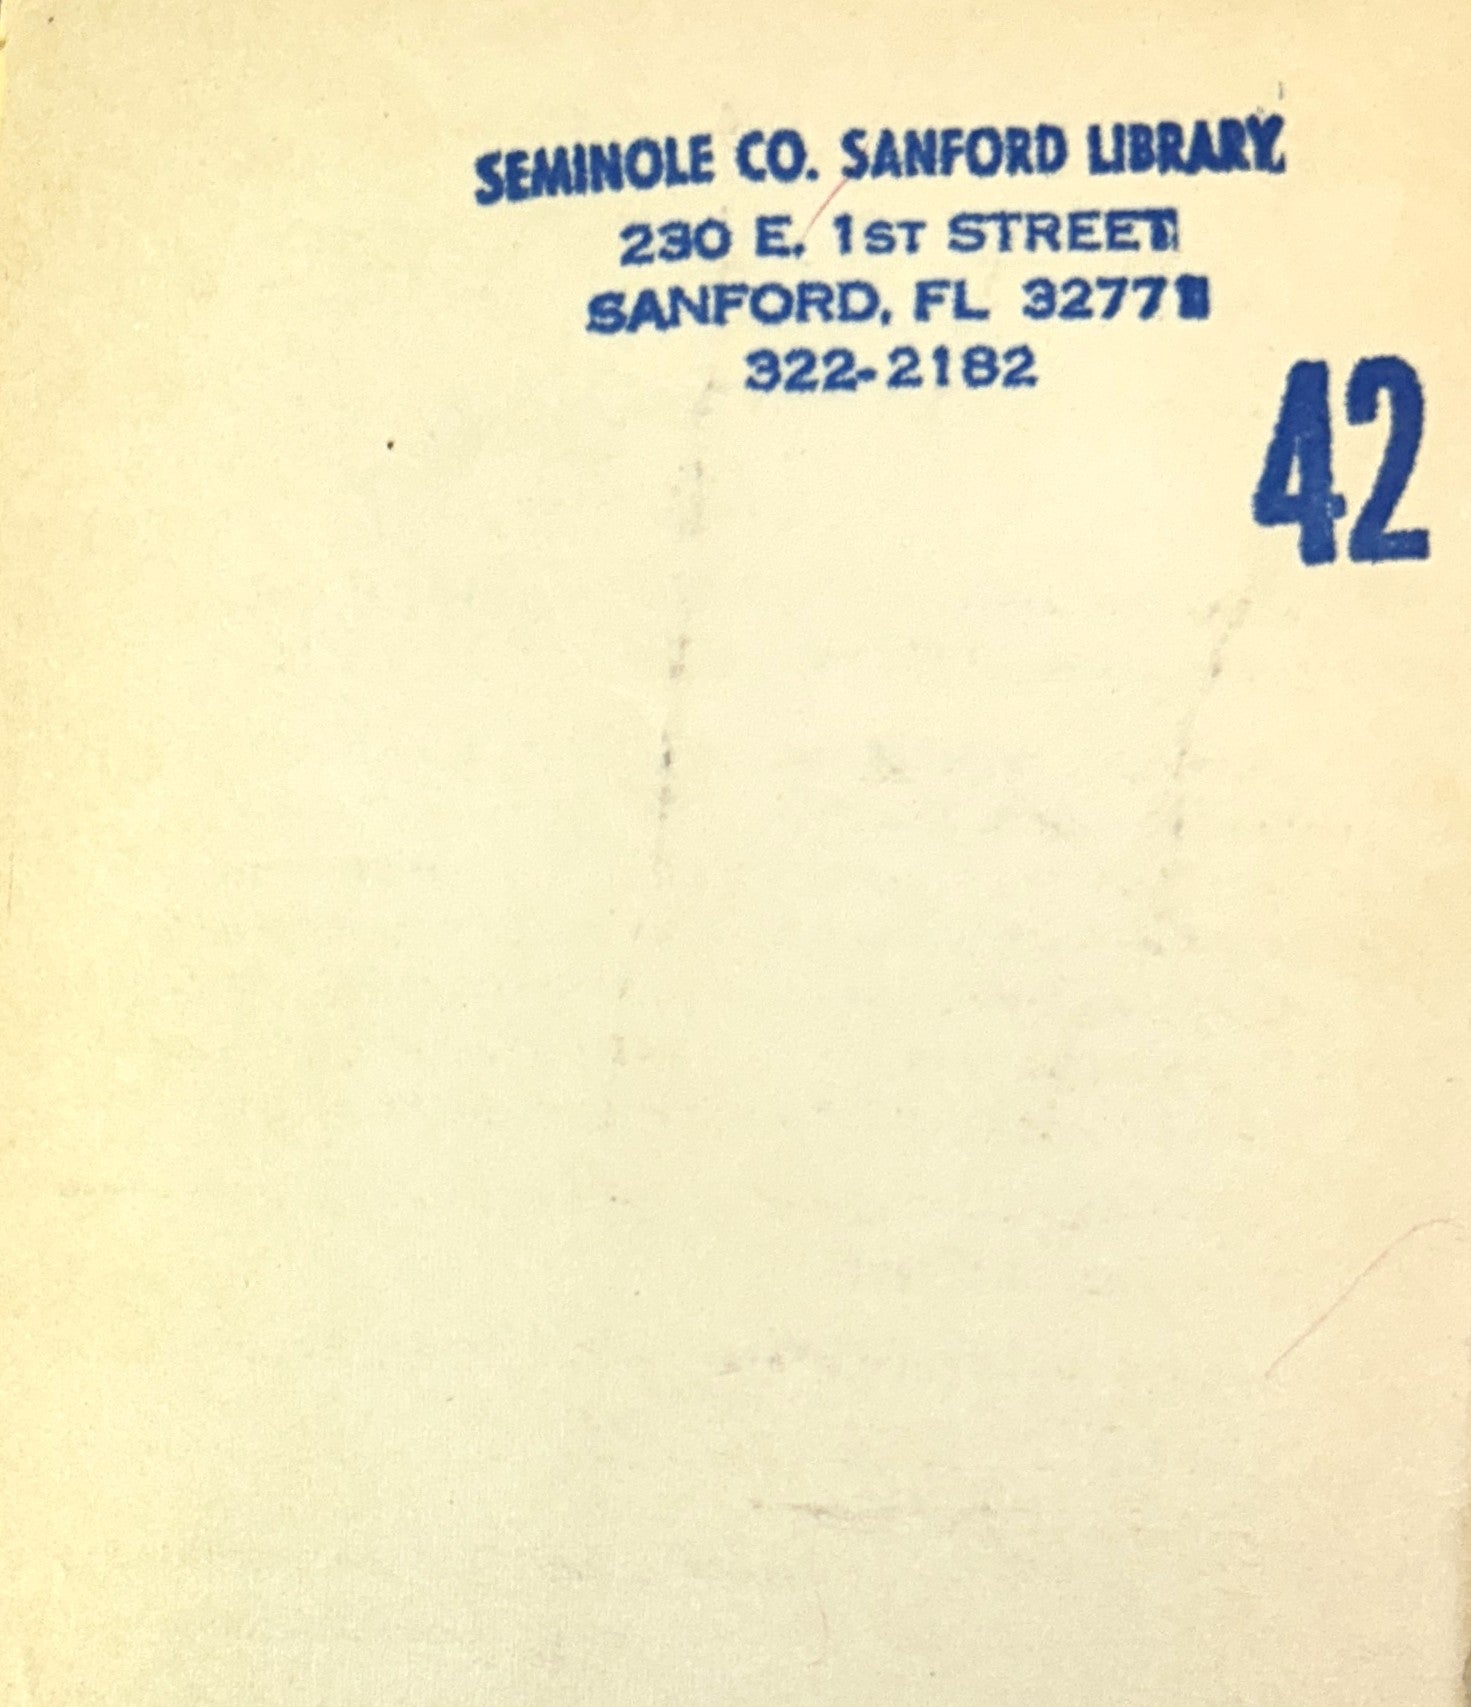 SEMINOLE CO. SANFORD LIBRARY
230 E. 1ST STREET
SANFORD, FL 32771
322-2182
42